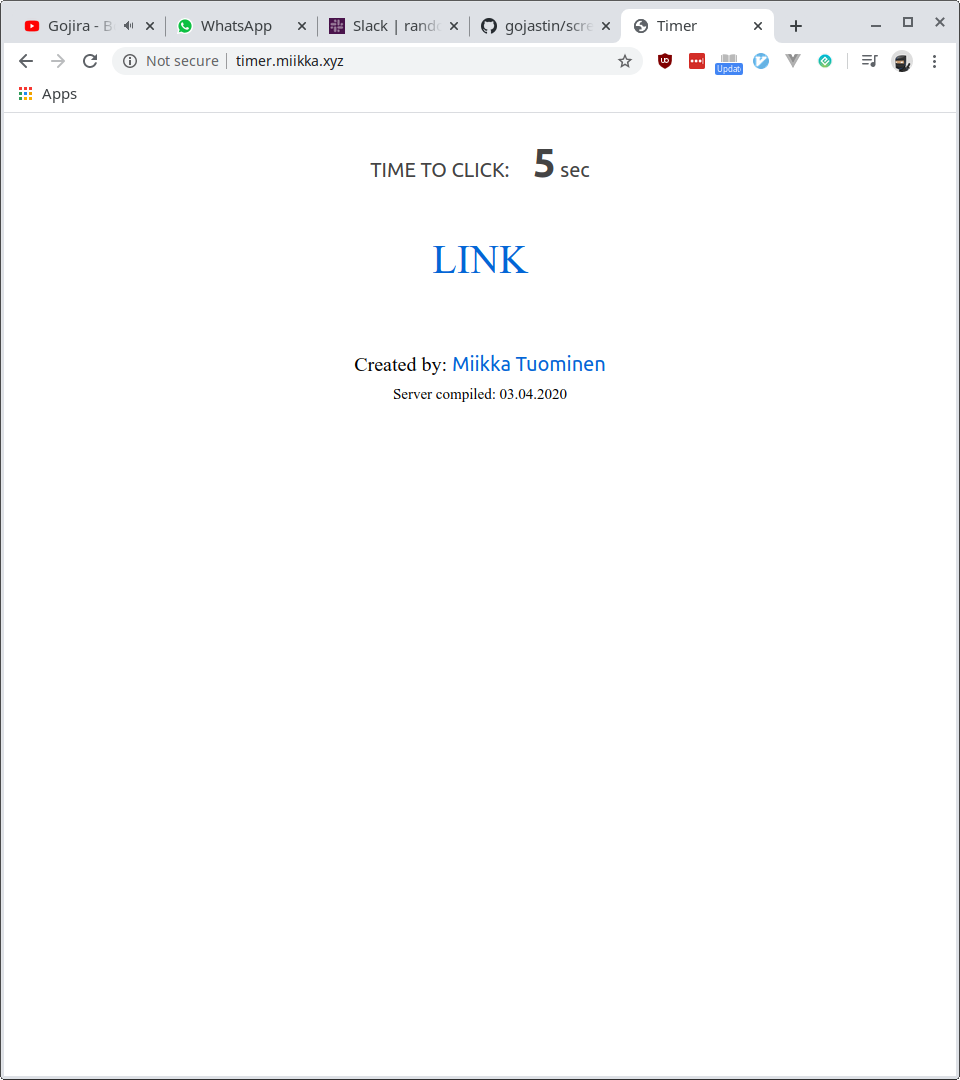 Gojira - B
WhatsApp
Slack | rand
gojastin/scre
Timer
Not secure | timer.miikka.xyz
Updat
Apps
TIME TO CLICK: 5 sec
LINK
Created by: Miikka Tuominen
Server compiled: 03.04.2020